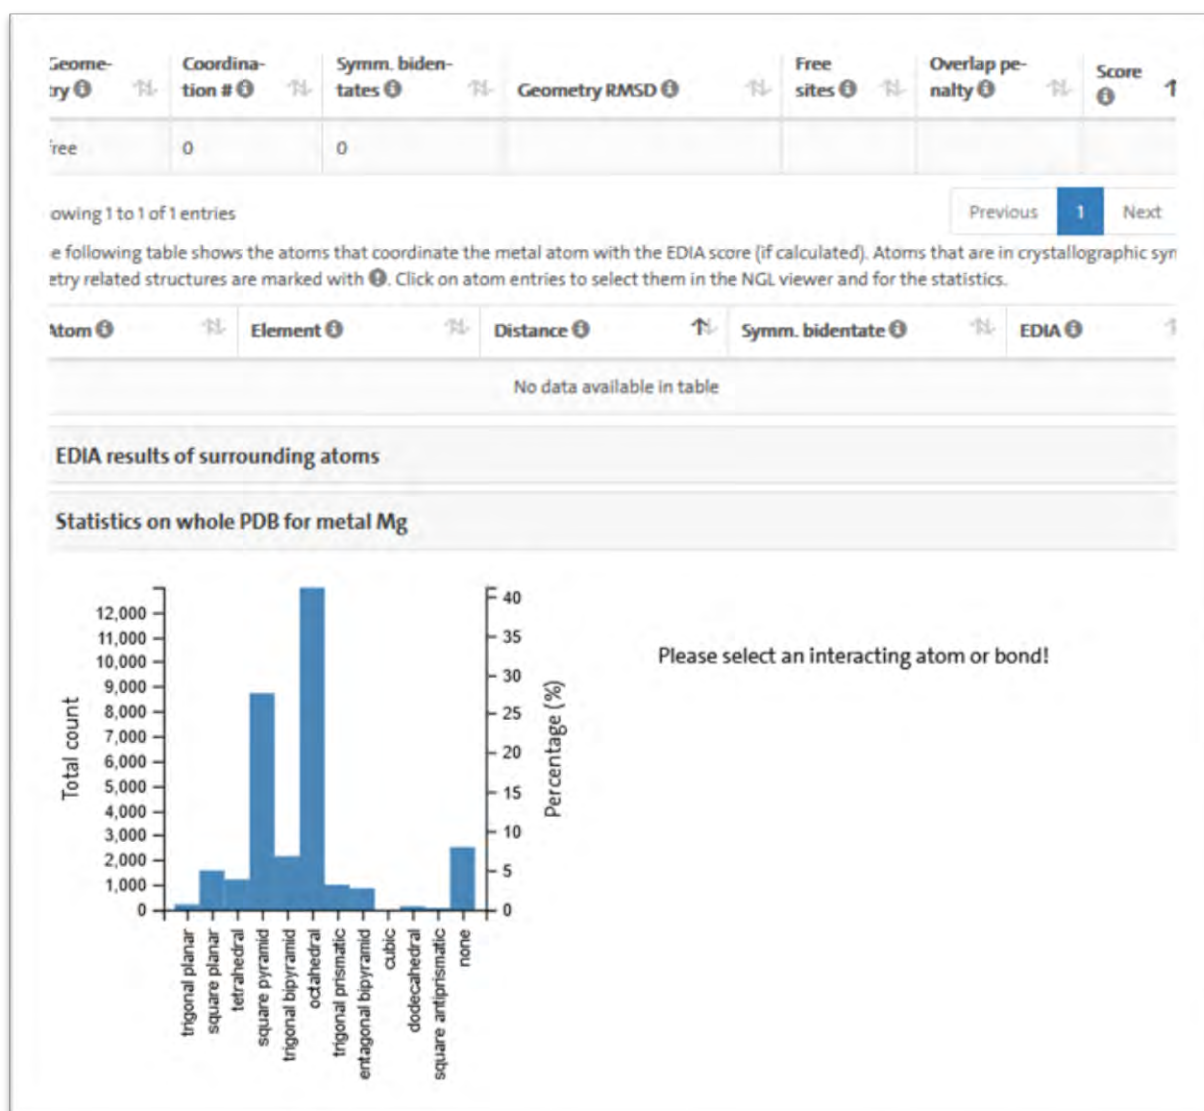 Geome- Coordina- Symm. biden- Free Overlap pe- Score
try tion # tates Geometry RMSD sites nalty
free 0 0
owing 1 to 1 of 1 entries
Previous 1 Next
e following table shows the atoms that coordinate the metal atom with the EDIA score (if calculated). Atoms that are in crystallographic sym
etry related structures are marked with . Click on atom entries to select them in the NGL viewer and for the statistics.
Atom Element Distance Symm. bidentate EDIA
No data available in table
EDIA results of surrounding atoms
Statistics on whole PDB for metal Mg
Total count
12,000
11,000
10,000
9,000
8,000
7,000
6,000
5,000
4,000
3,000
2,000
1,000
0
40
35
30
25
20
15
10
5
0
Percentage (%)
Please select an interacting atom or bond!
trigonal planar
square planar
tetrahedral
square pyramid
trigonal bipyramid
octahedral
trigonal prismatic
entagonal bipyramid
cubic
dodecahedral
square antiprismatic
none